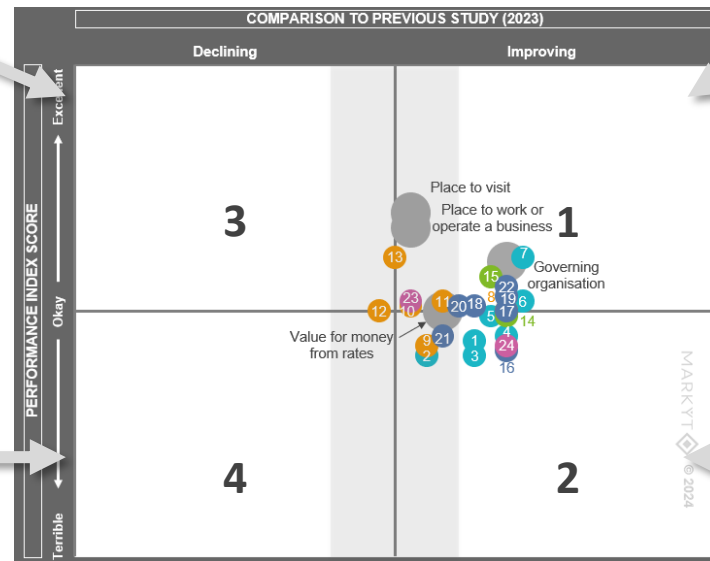 COMPARISON TO PREVIOUS STUDY (2023)
Declining
Improving
PERFORMANCE INDEX SCORE
Excellent
Okay
Terrible
3
1
Place to visit
Place to work or
operate a business
13
7
15
Governing
organisation
22
8
23
11
19
6
10
20
18
12
17
5
14
Value for money
from rates
4
21
9
1
24
2
3
16
4
2
MARKYT
© 2024